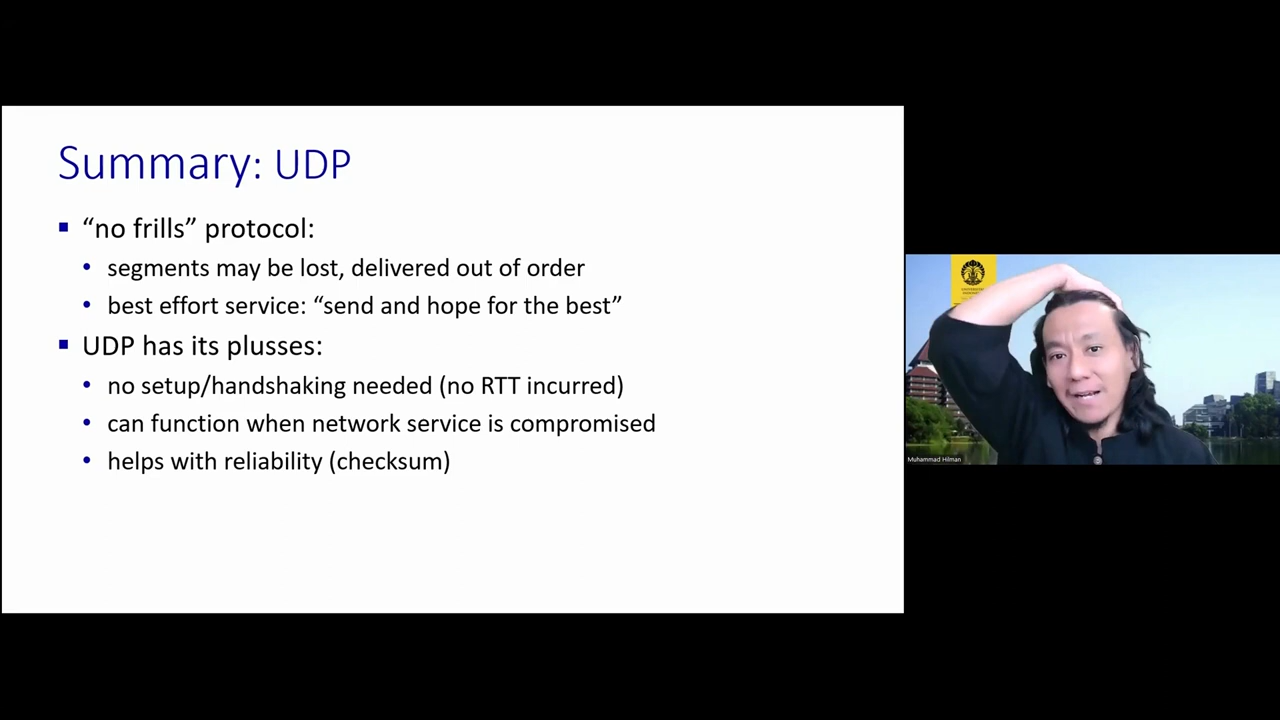 Summary: UDP
“no frills” protocol:
segments may be lost, delivered out of order
best effort service: “send and hope for the best”
UDP has its plusses:
no setup/handshaking needed (no RTT incurred)
can function when network service is compromised
helps with reliability (checksum)
Muhammad Hilman